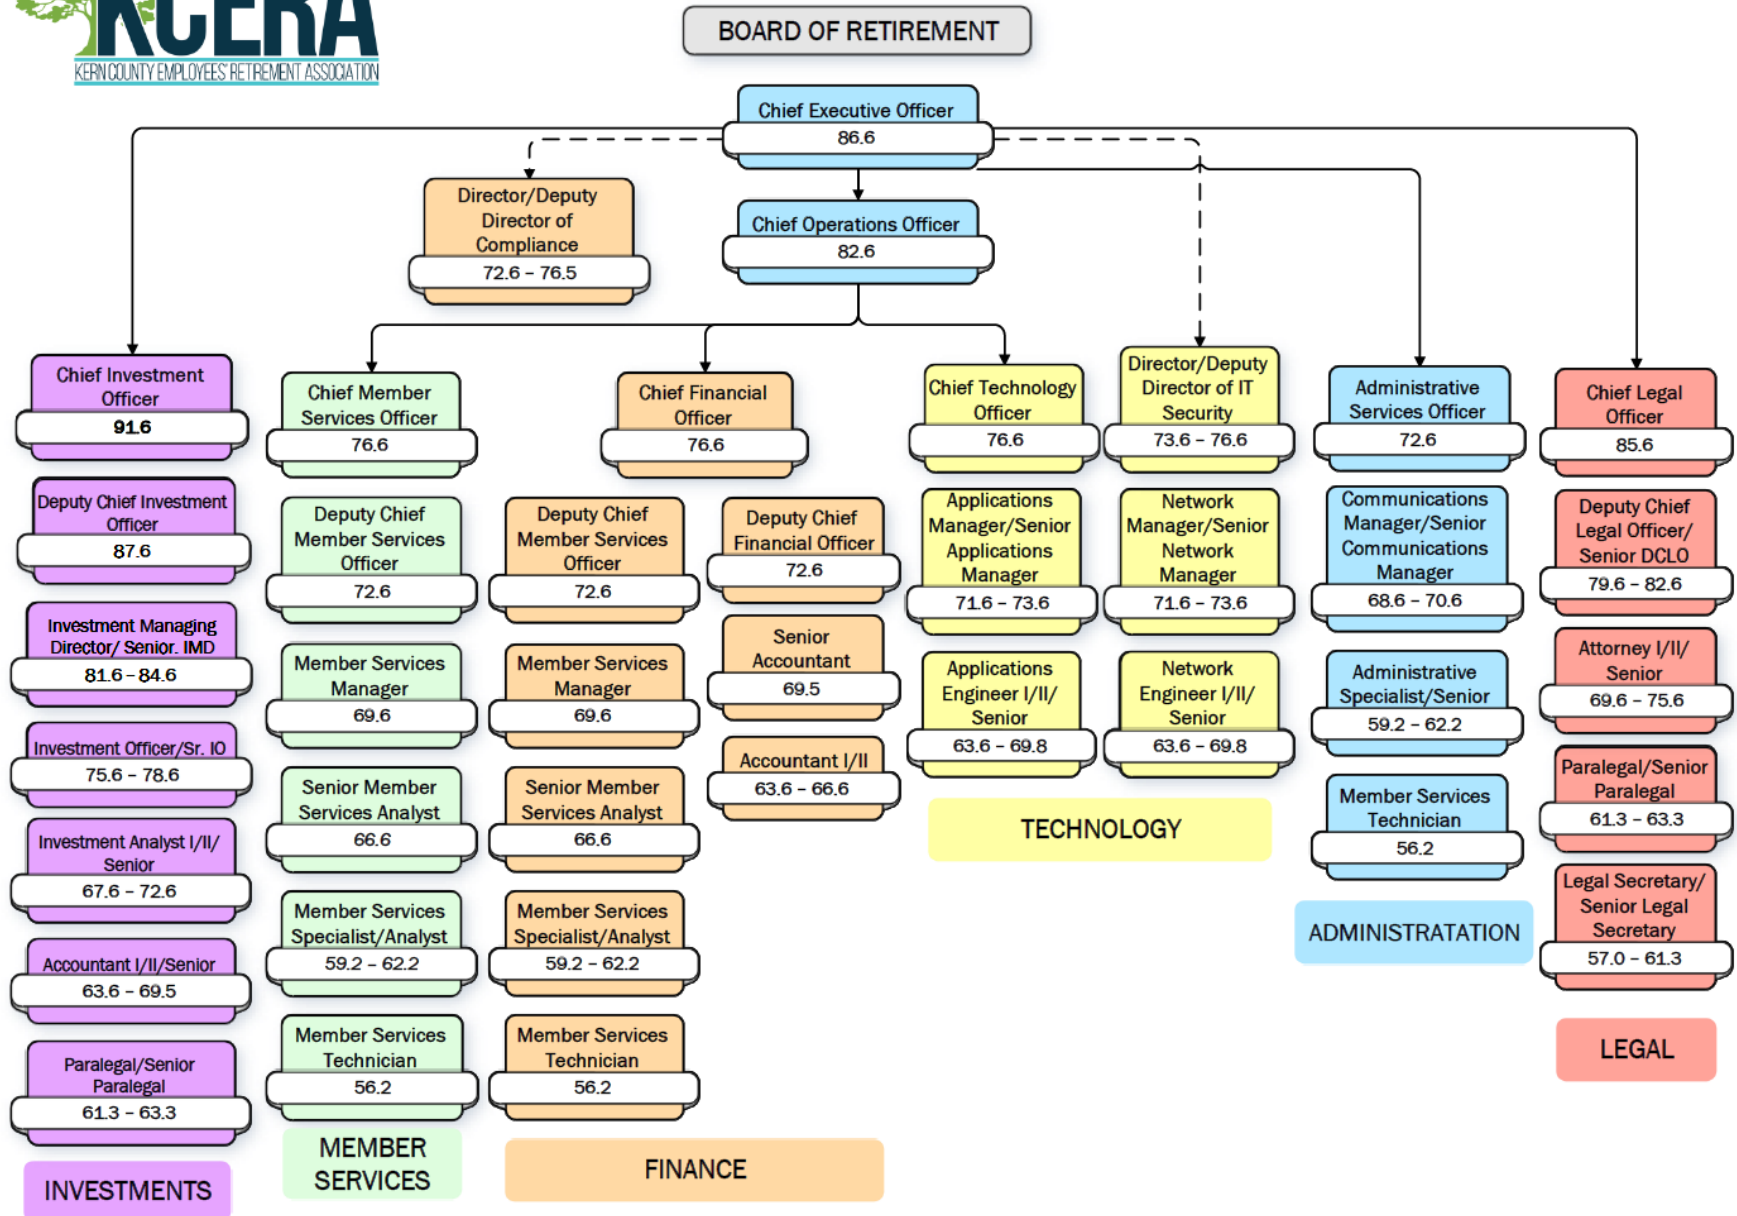 KCERA
KERN COUNTY EMPLOYEES' RETIREMENT ASSOCIATION
BOARD OF RETIREMENT
Chief Executive Officer
86.6
Director/Deputy
Director of
Compliance
72.6 – 76.5
Chief Operations Officer
82.6
Chief Investment
Officer
91.6
Deputy Chief Investment
Officer
87.6
Investment Managing
Director/ Senior. IMD
81.6 – 84.6
Investment Officer/Sr. IO
75.6 – 78.6
Investment Analyst I/II/
Senior
67.6 – 72.6
Accountant I/II/Senior
63.6 – 69.5
Paralegal/Senior
Paralegal
61.3 – 63.3
INVESTMENTS
Chief Member
Services Officer
76.6
Deputy Chief
Member Services
Officer
72.6
Member Services
Manager
69.6
Senior Member
Services Analyst
66.6
Member Services
Specialist/Analyst
59.2 – 62.2
Member Services
Technician
56.2
MEMBER
SERVICES
Chief Financial
Officer
76.6
Deputy Chief
Member Services
Officer
72.6
Member Services
Manager
69.6
Senior Member
Services Analyst
66.6
Member Services
Specialist/Analyst
59.2 – 62.2
Member Services
Technician
56.2
Deputy Chief
Financial Officer
72.6
Senior
Accountant
69.5
Accountant I/II
63.6 – 66.6
FINANCE
Chief Technology
Officer
76.6
Applications
Manager/Senior
Applications
Manager
71.6 – 73.6
Applications
Engineer I/II/
Senior
63.6 – 69.8
Director/Deputy
Director of IT
Security
73.6 – 76.6
Network
Manager/Senior
Network
Manager
71.6 – 73.6
Network
Engineer I/II/
Senior
63.6 – 69.8
TECHNOLOGY
Administrative
Services Officer
72.6
Communications
Manager/Senior
Communications
Manager
68.6 – 70.6
Administrative
Specialist/Senior
59.2 – 62.2
Member Services
Technician
56.2
ADMINISTRATATION
Chief Legal
Officer
85.6
Deputy Chief
Legal Officer/
Senior DCLO
79.6 – 82.6
Attorney I/II/
Senior
69.6 – 75.6
Paralegal/Senior
Paralegal
61.3 – 63.3
Legal Secretary/
Senior Legal
Secretary
57.0 – 61.3
LEGAL